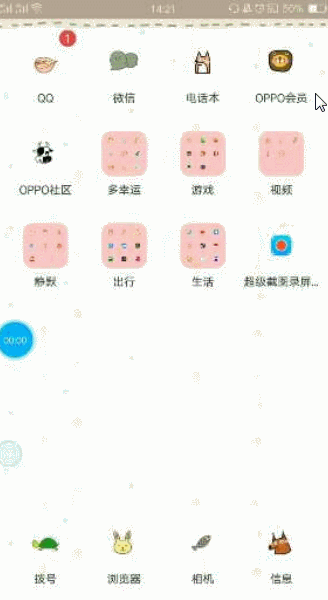 14:21
50%
1
QQ
微信
电话本
OPPO会员
OPPO社区
多幸运
游戏
视频
静默
出行
生活
超级截图录屏...
00:00
拨号
浏览器
相机
信息